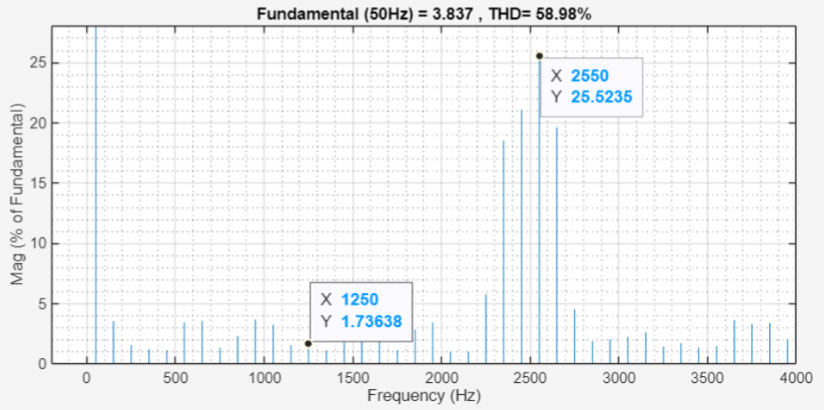 Fundamental (50Hz) = 3.837 , THD= 58.98%
Mag (% of Fundamental)
25
20
15
10
5
0
X 2550
Y 25.5235
X 1250
Y 1.73638
0 500 1000 1500 2000 2500 3000 3500 4000
Frequency (Hz)